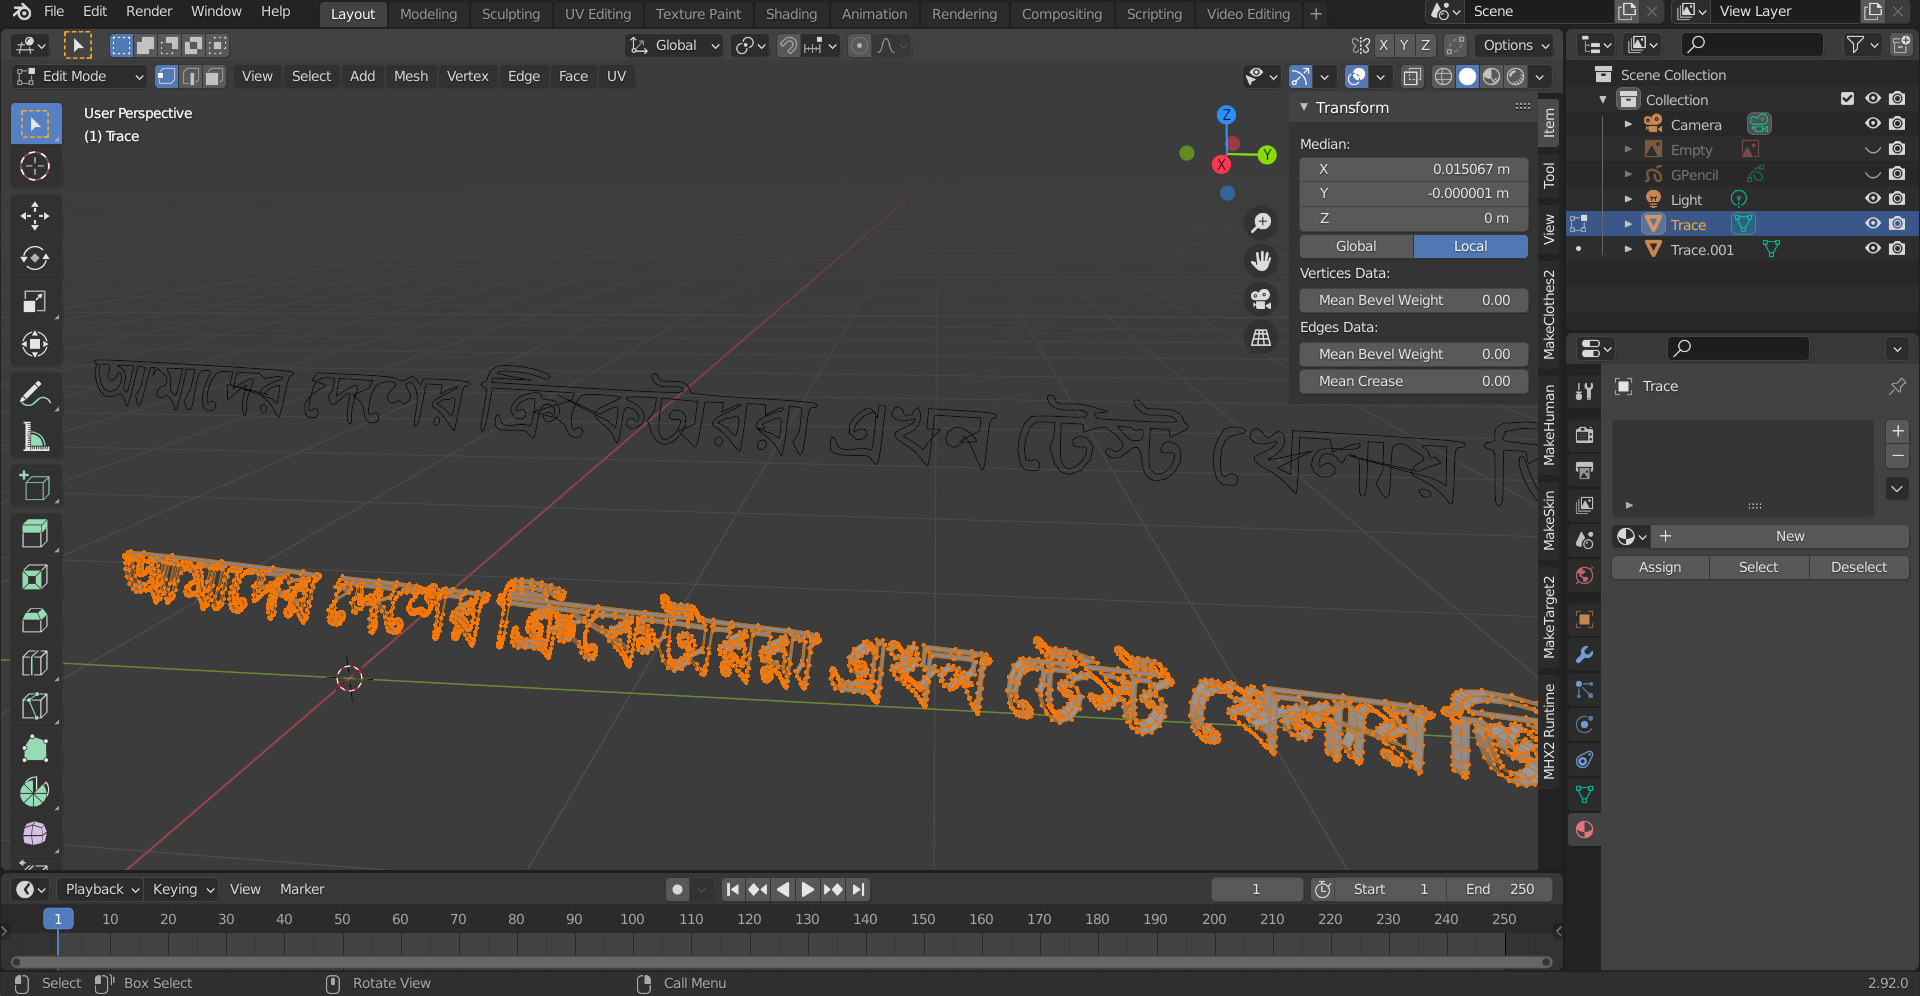 File Edit Render Window Help Layout Modeling Sculpting UV Editing Texture Paint Shading Animation Rendering Compositing Scripting Video Editing + Scene View Layer
Global X Y Z Options
Edit Mode View Select Add Mesh Vertex Edge Face UV
User Perspective
(1) Trace
Z
Y
X
Transform
Median:
X 0.015067 m
Y -0.000001 m
Z 0 m
Global Local
Vertices Data:
Mean Bevel Weight 0.00
Edges Data:
Mean Bevel Weight 0.00
Mean Crease 0.00
Item
Tool
View
MakeClothes2
MakeHuman
MakeSkin
MakeTarget2
MHX2 Runtime
Scene Collection
Collection
Camera
Empty
GPencil
Light
Trace
Trace.001
Trace
New
Assign Select Deselect
আমাদের দেশের ক্রিকেটাররা এখন টেস্ট খেলায়
আমাদের দেশের ক্রিকেটাররা এখন টেস্ট খেলায়
Playback Keying View Marker 1 Start 1 End 250
1 10 20 30 40 50 60 70 80 90 100 110 120 130 140 150 160 170 180 190 200 210 220 230 240 250
Select Box Select Rotate View Call Menu 2.92.0